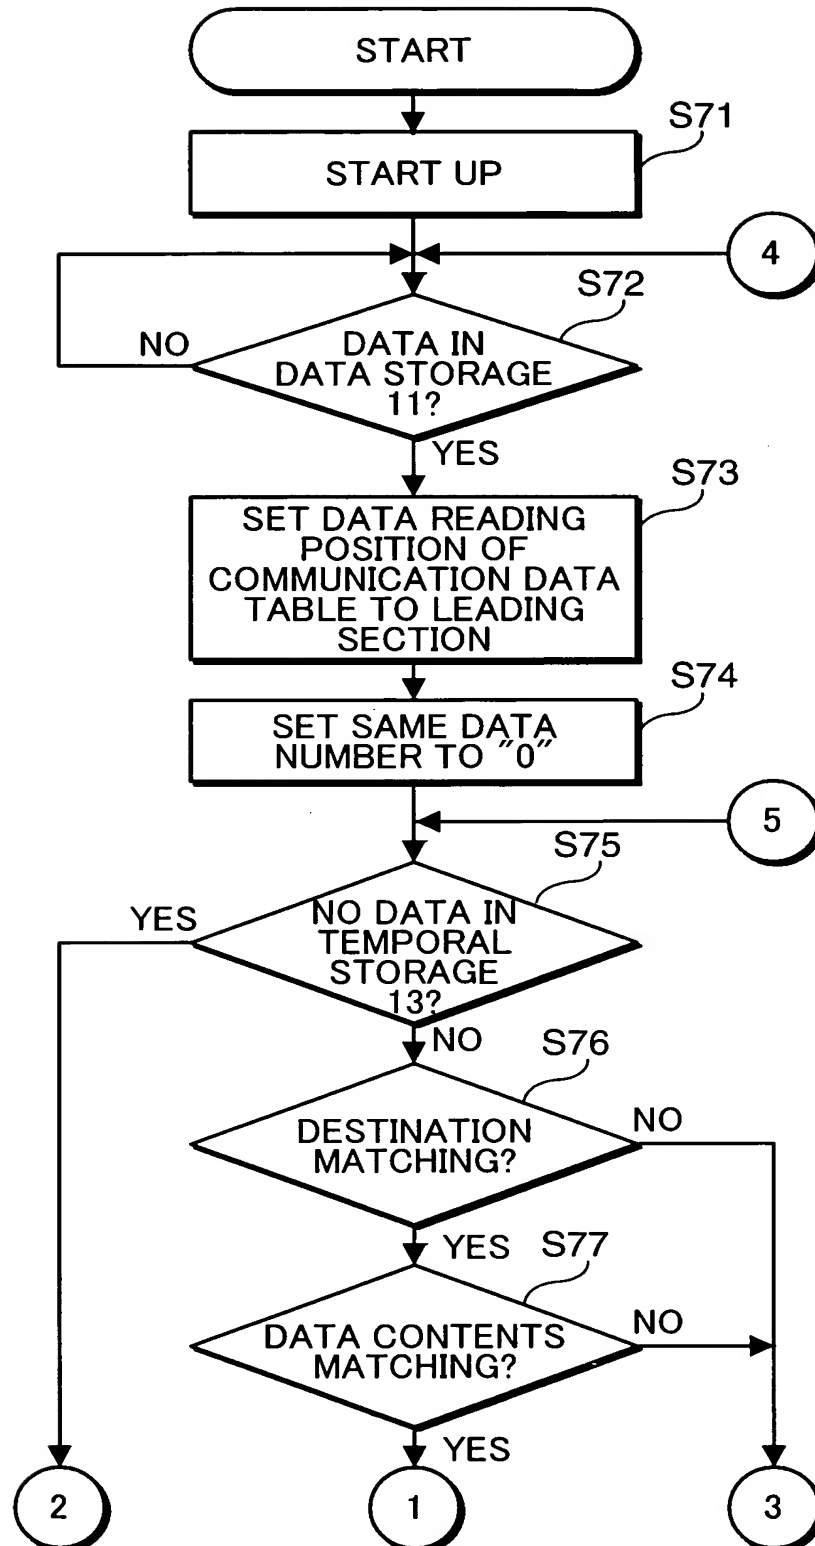 START
S71
START UP
4
S72
NO
DATA IN
DATA STORAGE
11?
YES
S73
SET DATA READING
POSITION OF
COMMUNICATION DATA
TABLE TO LEADING
SECTION
S74
SET SAME DATA
NUMBER TO "0"
5
S75
YES
NO DATA IN
TEMPORAL
STORAGE
13?
NO
S76
DESTINATION
MATCHING?
NO
YES
S77
DATA CONTENTS
MATCHING?
NO
YES
2
1
3